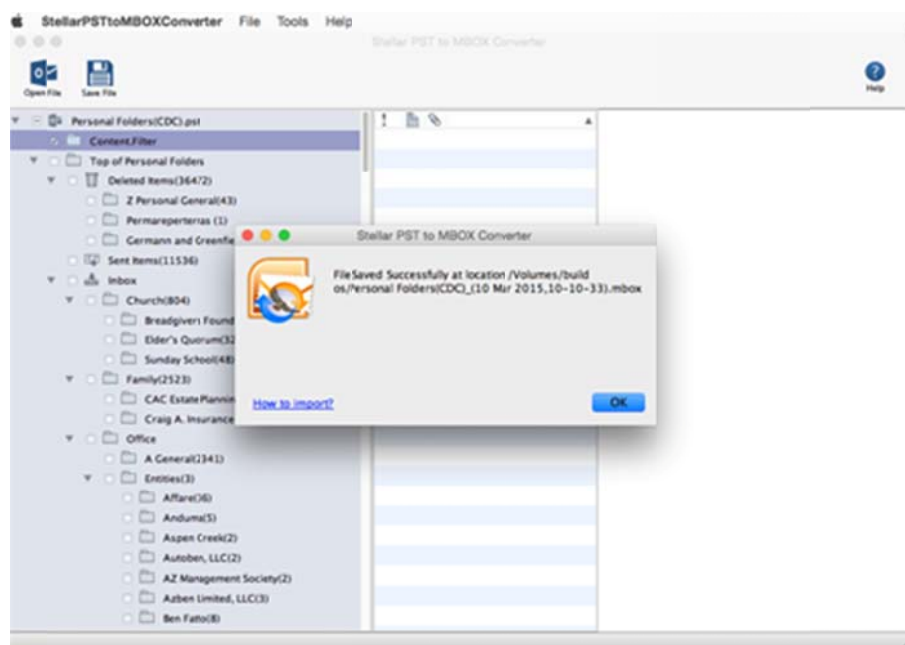 StellarPSTtoMBOXConverter File Tools Help
Stellar PST to MBOX Converter
Open File Save File Help
Personal Folders(CDC).pst
Content.Filter
Top of Personal Folders
Deleted Items(36472)
Z Personal General(43)
Permareperterras (1)
Germann and Greenfie
Sent Items(11536)
Inbox
Church(804)
Breadgivers Found
Elder's Quorum(32
Sunday School(48)
Family(2523)
CAC EstatePlannin
Craig A. Insurance
Office
A General(2341)
Entities(3)
Affare(36)
Anduma(5)
Aspen Creek(2)
Autoben, LLC(2)
AZ Management Society(2)
Azben Limited, LLC(3)
Ben Fatto(8)
Stellar PST to MBOX Converter
FileSaved Successfully at location /Volumes/build
os/Personal Folders(CDC)_(10 Mar 2015,10-10-33).mbox
How to import?
OK